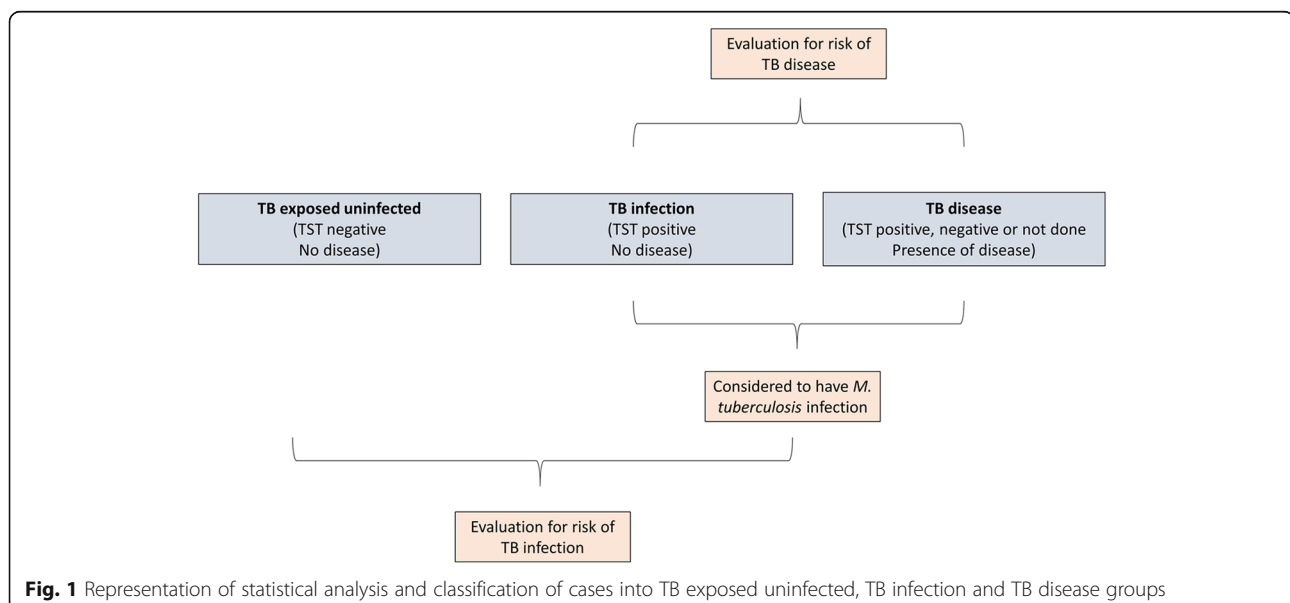 Evaluation for risk of
TB disease
TB exposed uninfected
(TST negative
No disease)
TB infection
(TST positive
No disease)
TB disease
(TST positive, negative or not done
Presence of disease)
Considered to have M.
tuberculosis infection
Evaluation for risk of
TB infection
Fig. 1 Representation of statistical analysis and classification of cases into TB exposed uninfected, TB infection and TB disease groups